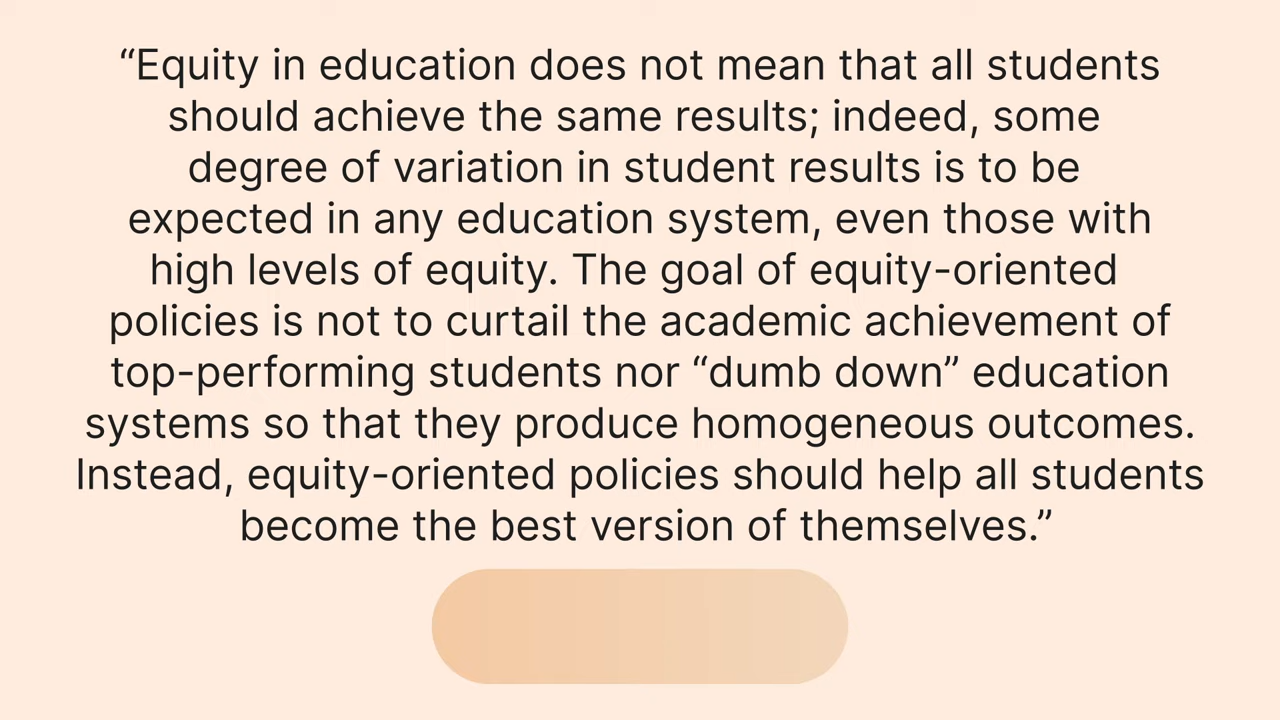 “Equity in education does not mean that all students
should achieve the same results; indeed, some
degree of variation in student results is to be
expected in any education system, even those with
high levels of equity. The goal of equity-oriented
policies is not to curtail the academic achievement of
top-performing students nor “dumb down” education
systems so that they produce homogeneous outcomes.
Instead, equity-oriented policies should help all students
become the best version of themselves.”